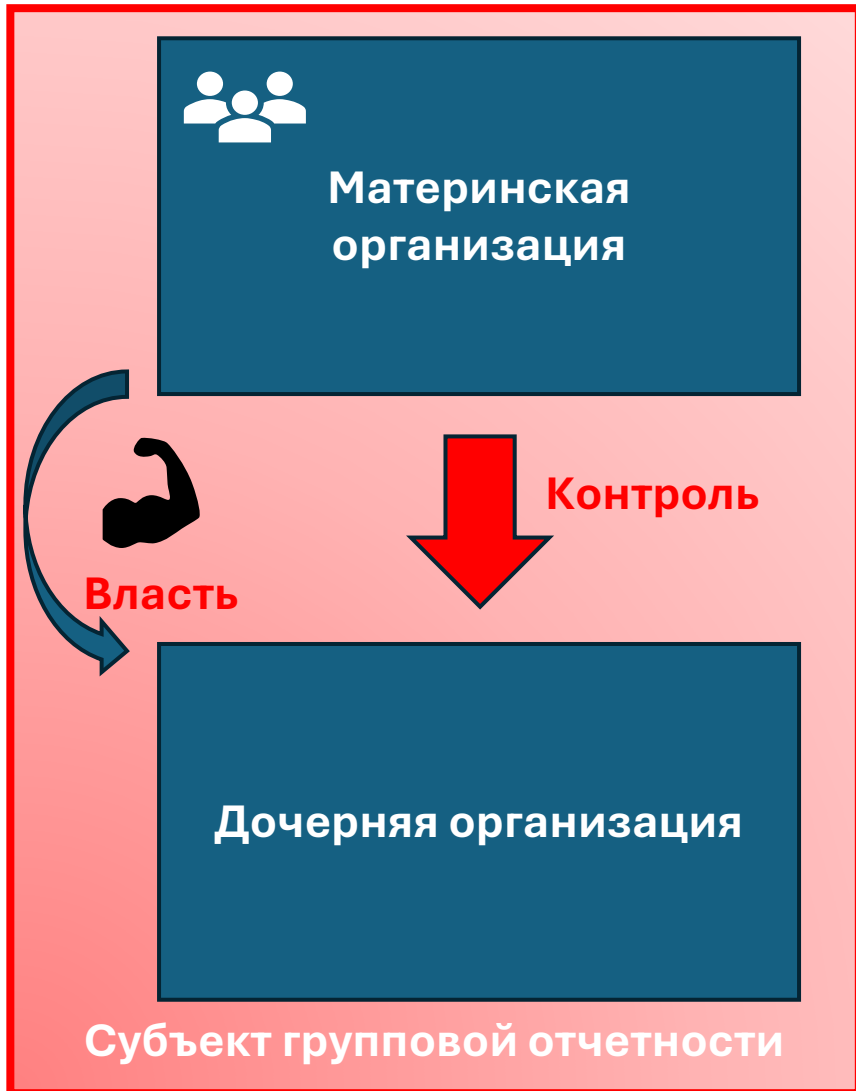 Материнская
организация
Контроль
Власть
Дочерняя организация
Субъект групповой отчетности